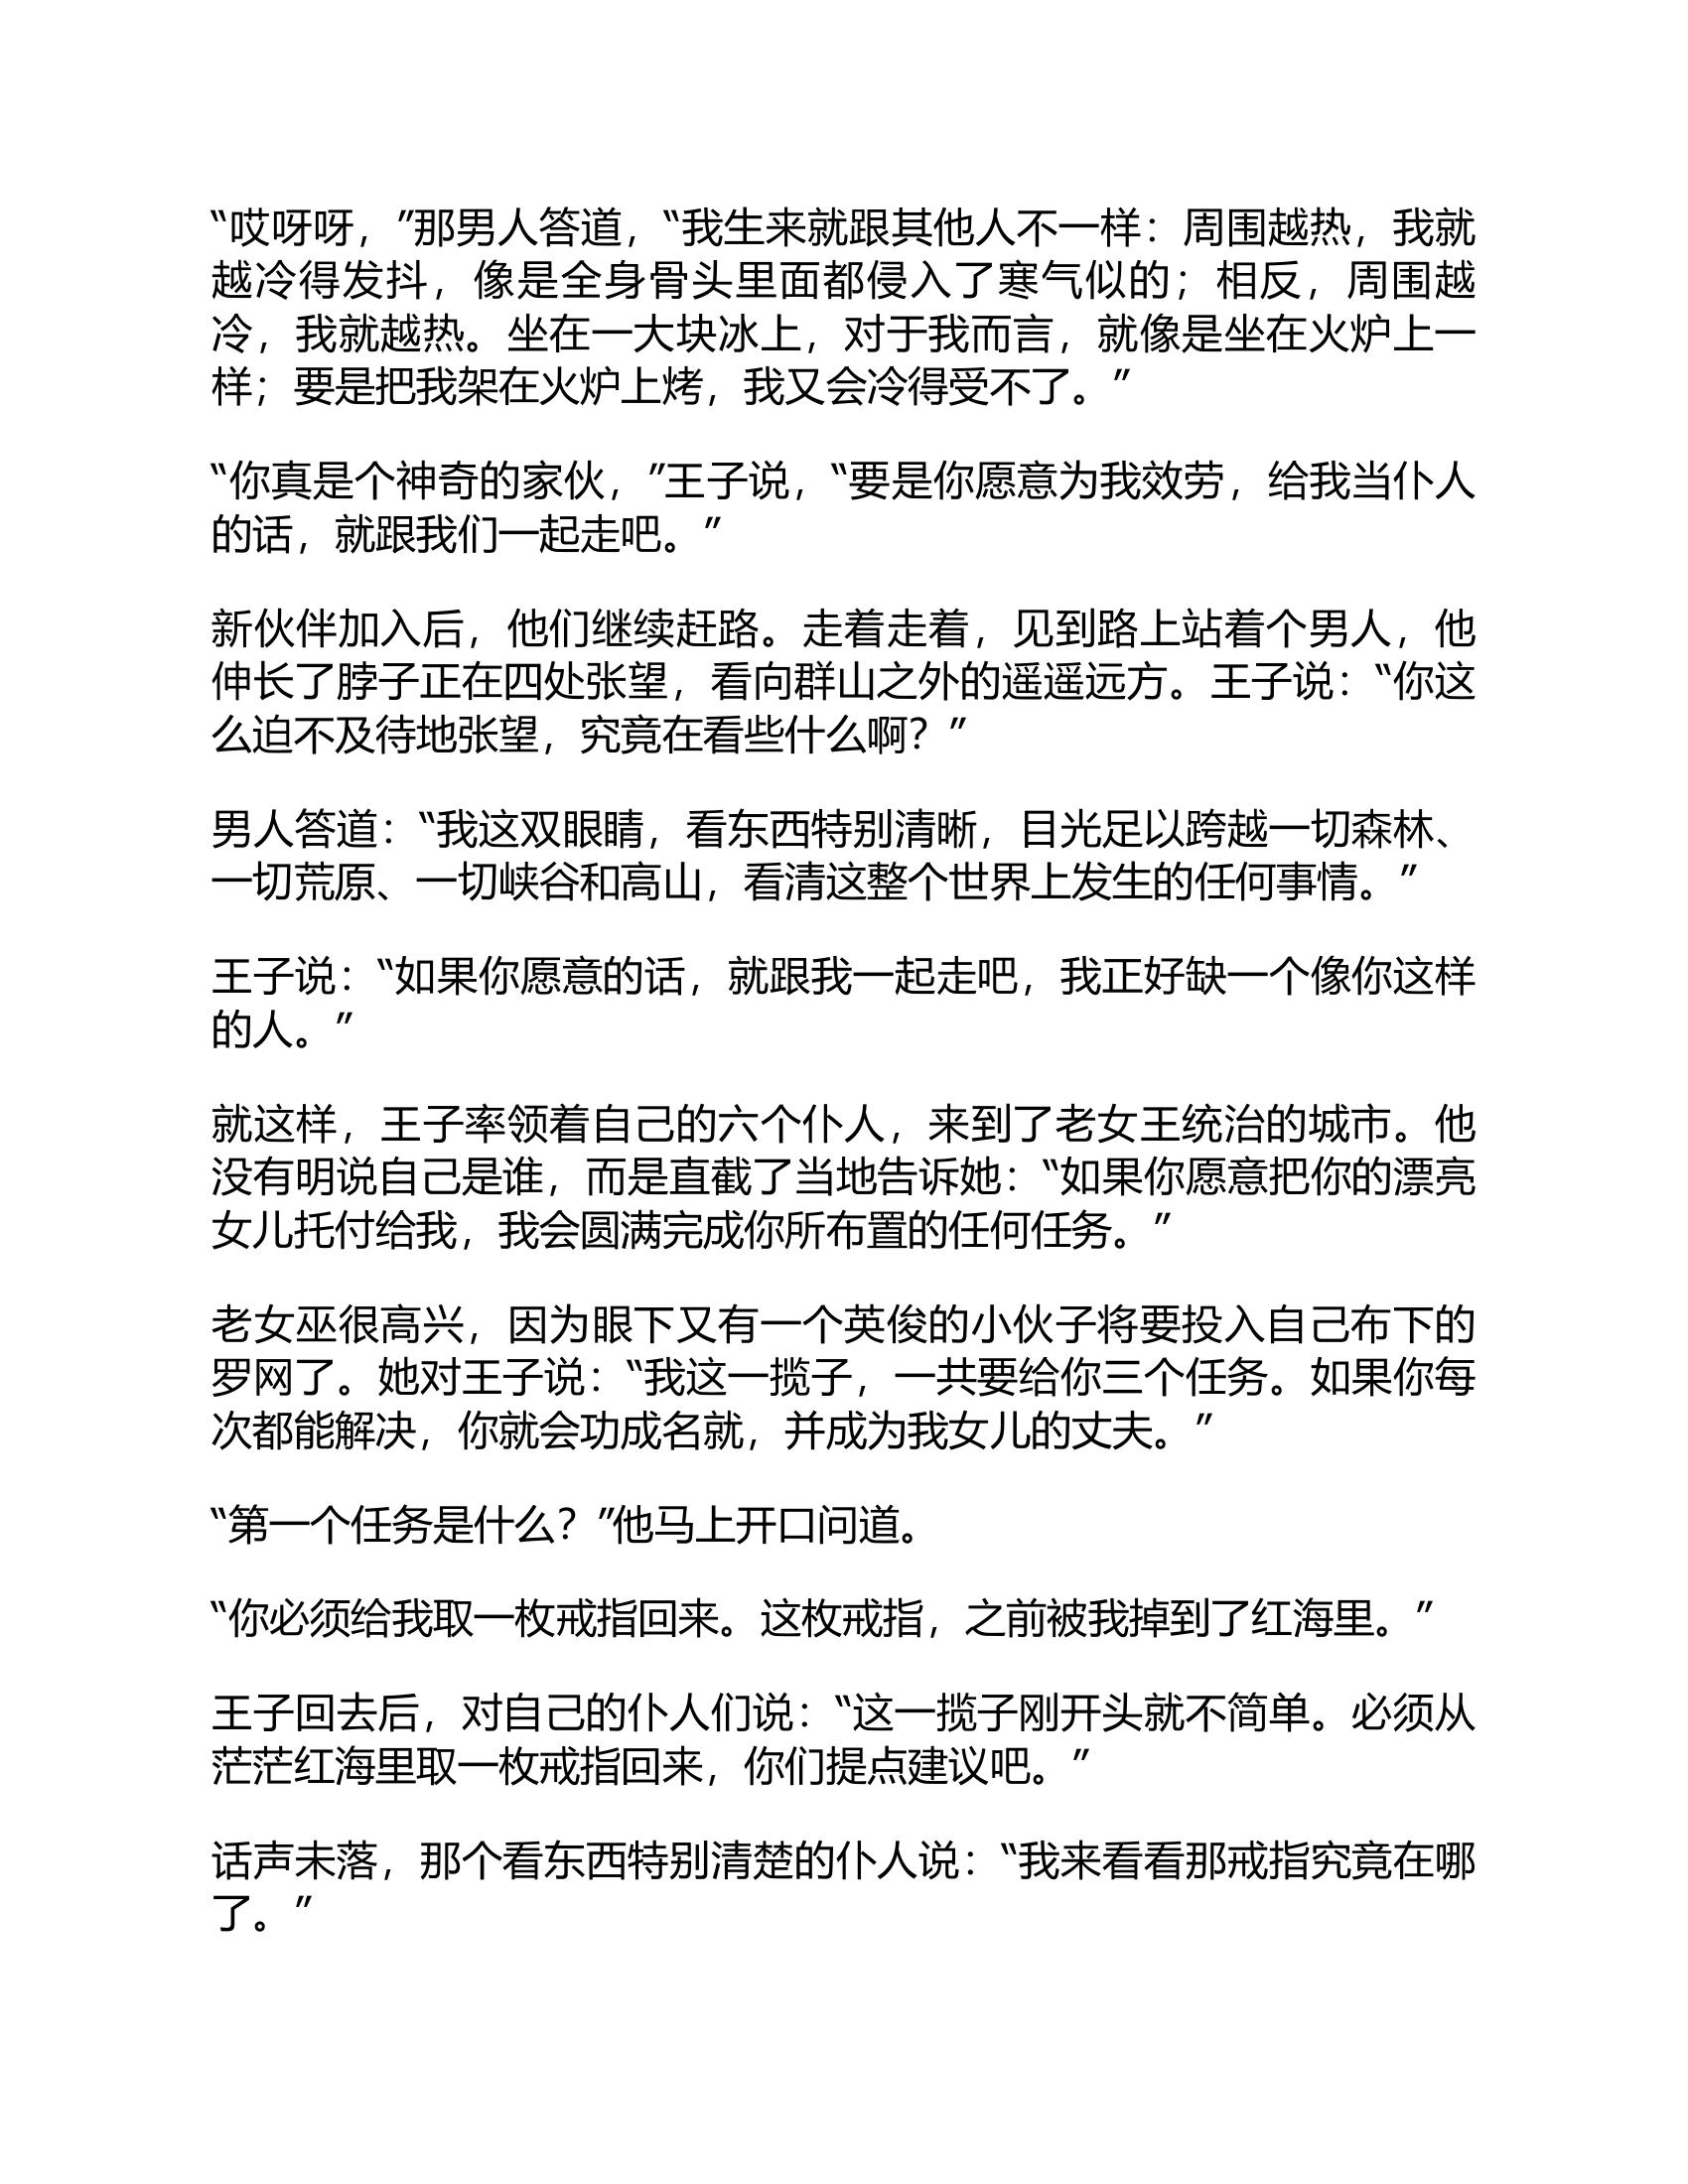 “哎呀呀，”那男人答道，“我生来就跟其他人不一样：周围越热，我就
越冷得发抖，像是全身骨头里面都侵入了寒气似的；相反，周围越
冷，我就越热。坐在一大块冰上，对于我而言，就像是坐在火炉上一
样；要是把我架在火炉上烤，我又会冷得受不了。”
“你真是个神奇的家伙，”王子说，“要是你愿意为我效劳，给我当仆人
的话，就跟我们一起走吧。”
新伙伴加入后，他们继续赶路。走着走着，见到路上站着个男人，他
伸长了脖子正在四处张望，看向群山之外的遥遥远方。王子说：“你这
么迫不及待地张望，究竟在看些什么啊？”
男人答道：“我这双眼睛，看东西特别清晰，目光足以跨越一切森林、
一切荒原、一切峡谷和高山，看清这整个世界上发生的任何事情。”
王子说：“如果你愿意的话，就跟我一起走吧，我正好缺一个像你这样
的人。”
就这样，王子率领着自己的六个仆人，来到了老女王统治的城市。他
没有明说自己是谁，而是直截了当地告诉她：“如果你愿意把你的漂亮
女儿托付给我，我会圆满完成你所布置的任何任务。”
老女巫很高兴，因为眼下又有一个英俊的小伙子将要投入自己布下的
罗网了。她对王子说：“我这一揽子，一共要给你三个任务。如果你每
次都能解决，你就会功成名就，并成为我女儿的丈夫。”
“第一个任务是什么？”他马上开口问道。
“你必须给我取一枚戒指回来。这枚戒指，之前被我掉到了红海里。”
王子回去后，对自己的仆人们说：“这一揽子刚开头就不简单。必须从
茫茫红海里取一枚戒指回来，你们提点建议吧。”
话声未落，那个看东西特别清楚的仆人说：“我来看看那戒指究竟在哪
了。”